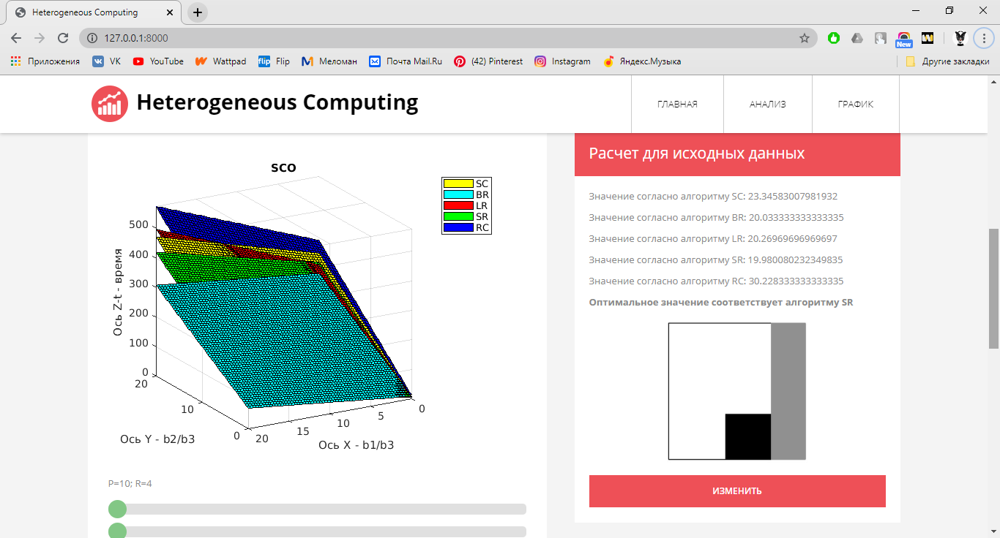 Heterogeneous Computing
127.0.0.1:8000
New
Приложения
VK
YouTube
Wattpad
flip Flip
Меломан
Почта Mail.Ru
(42) Pinterest
Instagram
Яндекс.Музыка
Другие закладки
Heterogeneous Computing
ГЛАВНАЯ
АНАЛИЗ
ГРАФИК
SCO
SC
BR
LR
SR
RC
500
400
300
200
100
0
Ось Z-t - время
20
10
0
Ось Y - b2/b3
20
15
10
5
0
Ось X - b1/b3
P=10; R=4
Расчет для исходных данных
Значение согласно алгоритму SC: 23.34583007981932
Значение согласно алгоритму BR: 20.033333333333335
Значение согласно алгоритму LR: 20.26969696969697
Значение согласно алгоритму SR: 19.980080232349835
Значение согласно алгоритму RC: 30.228333333333335
Оптимальное значение соответствует алгоритму SR
ИЗМЕНИТЬ